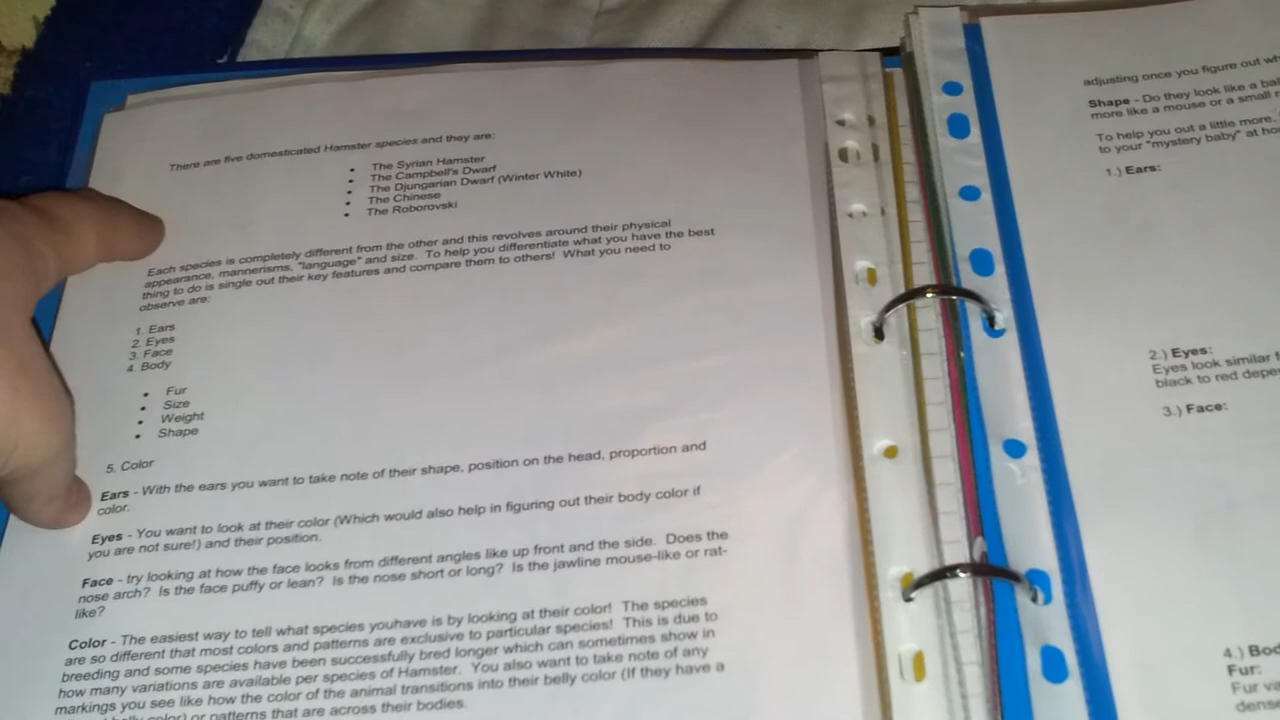 There are five domesticated Hamster species and they are:
• The Syrian Hamster
• The Campbell's Dwarf
• The Djungarian Dwarf (Winter White)
• The Chinese
• The Roborovski
Each species is completely different from the other and this revolves around their physical
appearance, mannerisms, "language" and size. To help you differentiate what you have the best
thing to do is single out their key features and compare them to others! What you need to
observe are:
1. Ears
2. Eyes
3. Face
4. Body
• Fur
• Size
• Weight
• Shape
5. Color
Ears - With the ears you want to take note of their shape, position on the head, proportion and
color.
Eyes - You want to look at their color (Which would also help in figuring out their body color if
you are not sure!) and their position.
Face - try looking at how the face looks from different angles like up front and the side. Does the
nose arch? Is the face puffy or lean? Is the nose short or long? Is the jawline mouse-like or rat-
like?
Color - The easiest way to tell what species youhave is by looking at their color! The species
are so different that most colors and patterns are exclusive to particular species! This is due to
breeding and some species have been successfully bred longer which can sometimes show in
how many variations are available per species of Hamster. You also want to take note of any
markings you see like how the color of the animal transitions into their belly color (If they have a
belly color) or patterns that are across their bodies.
adjusting once you figure out
Shape - Do they look like a
more like a mouse or a small
To help you out a little more,
to your "mystery baby" at
1.) Ears:
2.) Eyes:
Eyes look similar
black to red
3.) Face:
4.)
Fur:
Fur